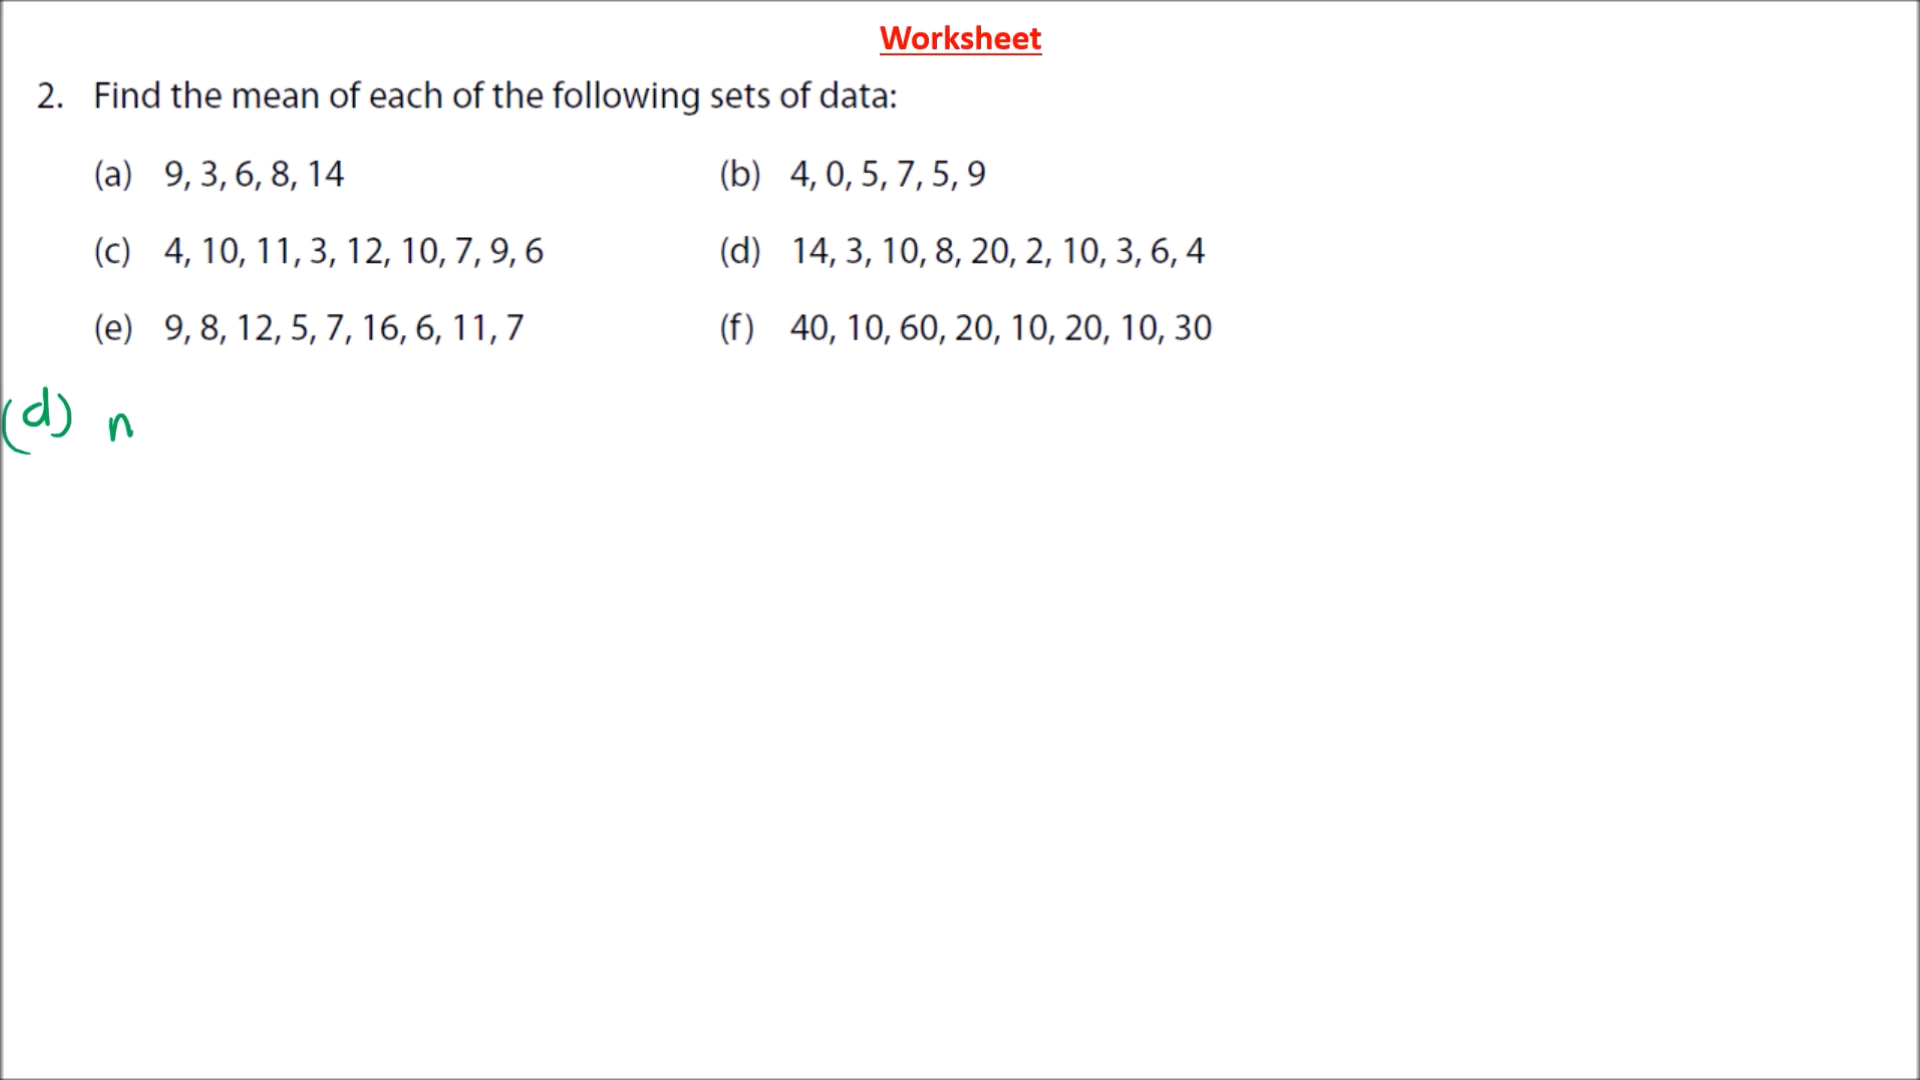 Worksheet
2. Find the mean of each of the following sets of data:
(a) 9, 3, 6, 8, 14 (b) 4, 0, 5, 7, 5, 9
(c) 4, 10, 11, 3, 12, 10, 7, 9, 6 (d) 14, 3, 10, 8, 20, 2, 10, 3, 6, 4
(e) 9, 8, 12, 5, 7, 16, 6, 11, 7 (f) 40, 10, 60, 20, 10, 20, 10, 30
(d) n